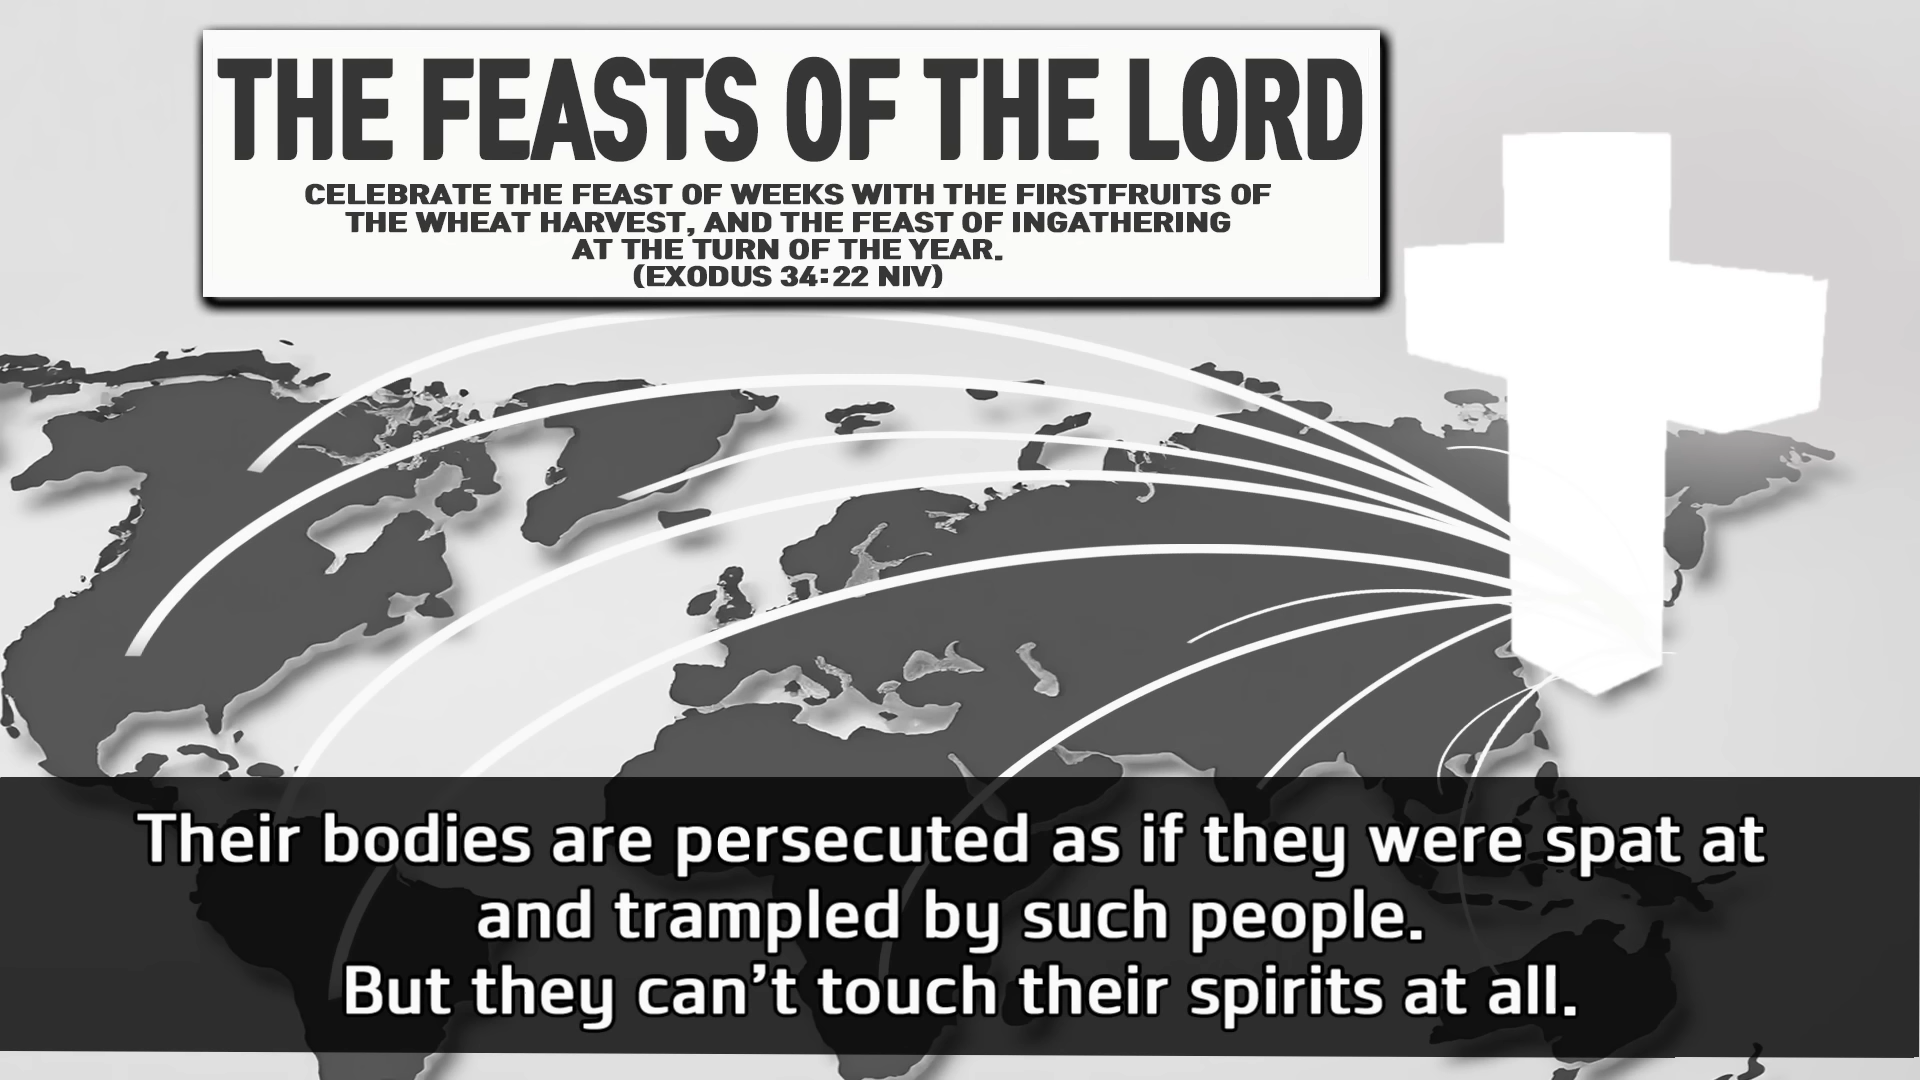 THE FEASTS OF THE LORD
CELEBRATE THE FEAST OF WEEKS WITH THE FIRSTFRUITS OF
THE WHEAT HARVEST, AND THE FEAST OF INGATHERING
AT THE TURN OF THE YEAR.
(EXODUS 34:22 NIV)
Their bodies are persecuted as if they were spat at
and trampled by such people.
But they can’t touch their spirits at all.